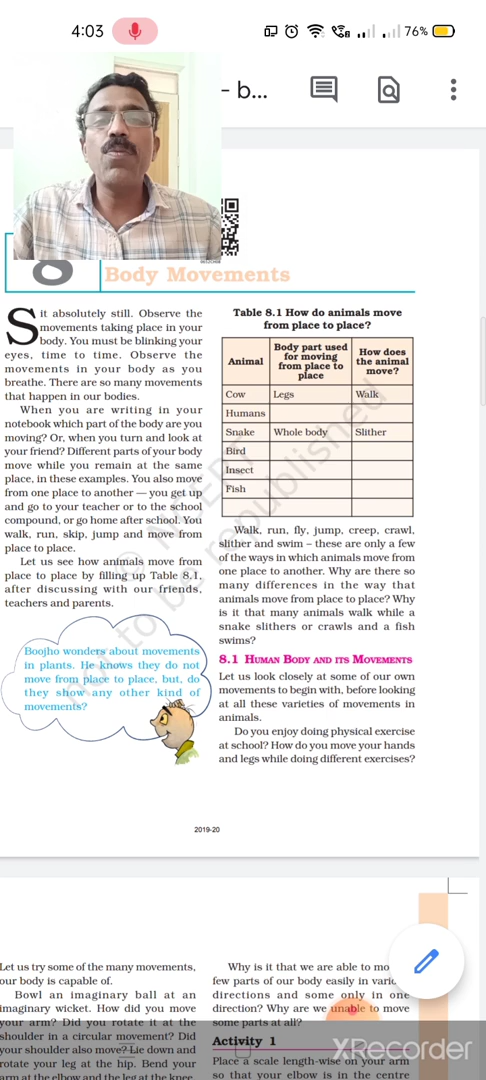 4:03
76%
- b...
8
Body Movements
Sit absolutely still. Observe the
movements taking place in your
body. You must be blinking your
eyes, time to time. Observe the
movements in your body as you
breathe. There are so many movements
that happen in our bodies.
When you are writing in your
notebook which part of the body are you
moving? Or, when you turn and look at
your friend? Different parts of your body
move while you remain at the same
place, in these examples. You also move
from one place to another — you get up
and go to your teacher or to the school
compound, or go home after school. You
walk, run, skip, jump and move from
place to place.
Let us see how animals move from
place to place by filling up Table 8.1,
after discussing with our friends,
teachers and parents.
Boojho wonders about movements
in plants. He knows they do not
move from place to place, but, do
they show any other kind of
movements?
Table 8.1 How do animals move
from place to place?
Animal
Body part used
for moving
from place to
place
How does
the animal
move?
Cow Legs Walk
Humans
Snake Whole body Slither
Bird
Insect
Fish
Walk, run, fly, jump, creep, crawl,
slither and swim – these are only a few
of the ways in which animals move from
one place to another. Why are there so
many differences in the way that
animals move from place to place? Why
is it that many animals walk while a
snake slithers or crawls and a fish
swims?
8.1 HUMAN BODY AND ITS MOVEMENTS
Let us look closely at some of our own
movements to begin with, before looking
at all these varieties of movements in
animals.
Do you enjoy doing physical exercise
at school? How do you move your hands
and legs while doing different exercises?
© NCERT
not to be republished
2019-20
Let us try some of the many movements,
our body is capable of.
Bowl an imaginary ball at an
imaginary wicket. How did you move
your arm? Did you rotate it at the
shoulder in a circular movement? Did
your shoulder also move? Lie down and
rotate your leg at the hip. Bend your
arm at the elbow and the leg at the knee.
Why is it that we are able to
few parts of our body easily in
directions and some only in one
direction? Why are we unable to move
some parts at all?
Activity 1
Place a scale length-wise on your arm
so that your elbow is in the centre
XRecorder